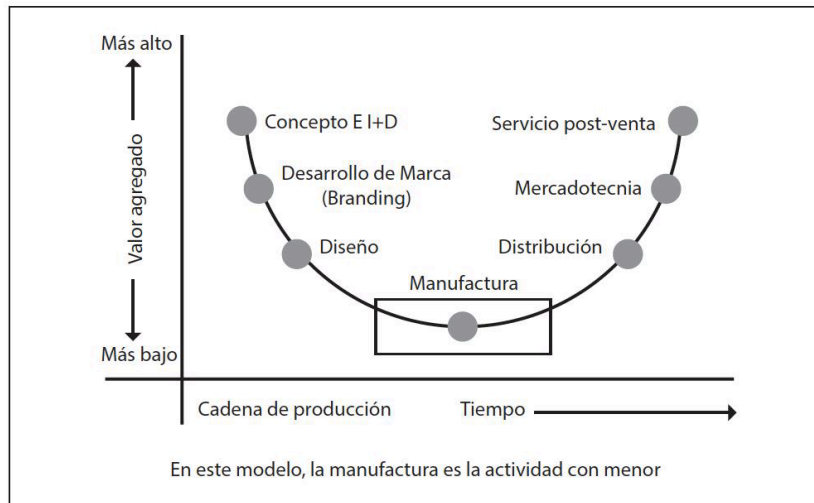 Más alto
Valor agregado
Más bajo
Concepto E I+D
Desarrollo de Marca
(Branding)
Diseño
Manufactura
Servicio post-venta
Mercadotecnia
Distribución
Cadena de producción
Tiempo
En este modelo, la manufactura es la actividad con menor